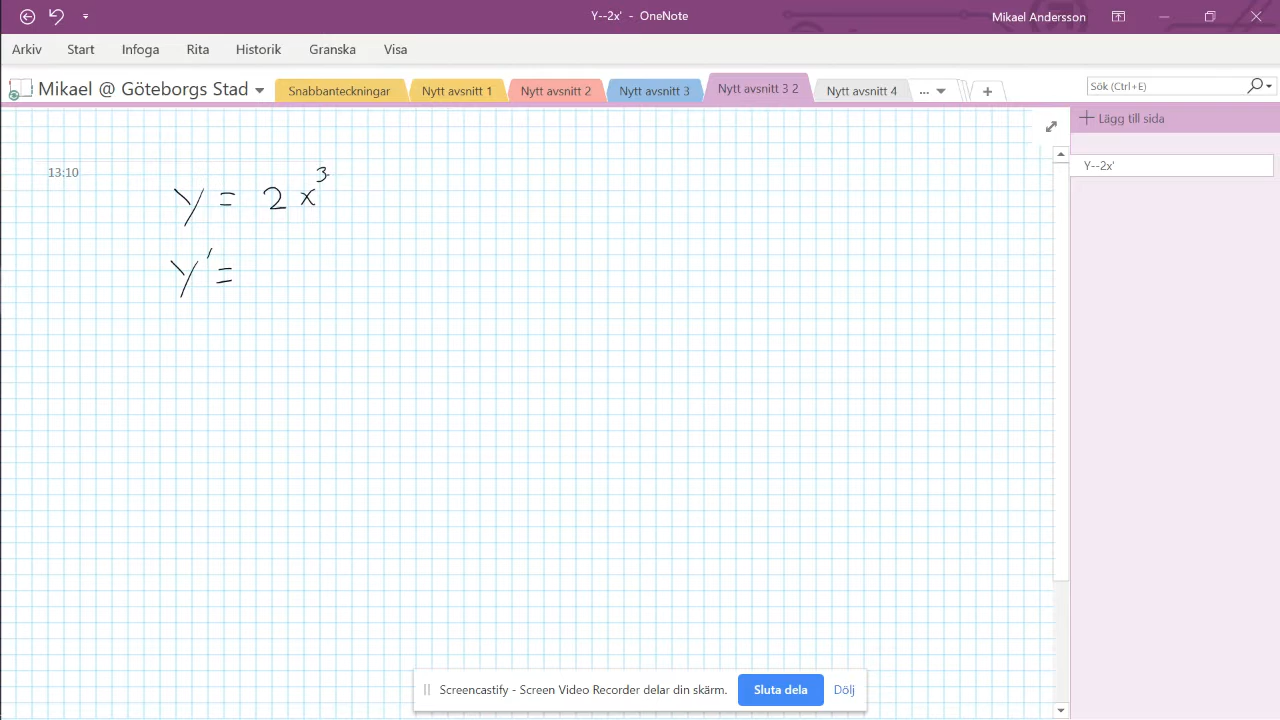 Y--2x' - OneNote
Mikael Andersson
Arkiv Start Infoga Rita Historik Granska Visa
Mikael @ Göteborgs Stad
Snabbanteckningar Nytt avsnitt 1 Nytt avsnitt 2 Nytt avsnitt 3 Nytt avsnitt 3 2 Nytt avsnitt 4 ... +
Sök (Ctrl+E)
Lägg till sida
Y--2x'
13:10
y = 2x³
y' =
Screencastify - Screen Video Recorder delar din skärm. Sluta dela Dölj